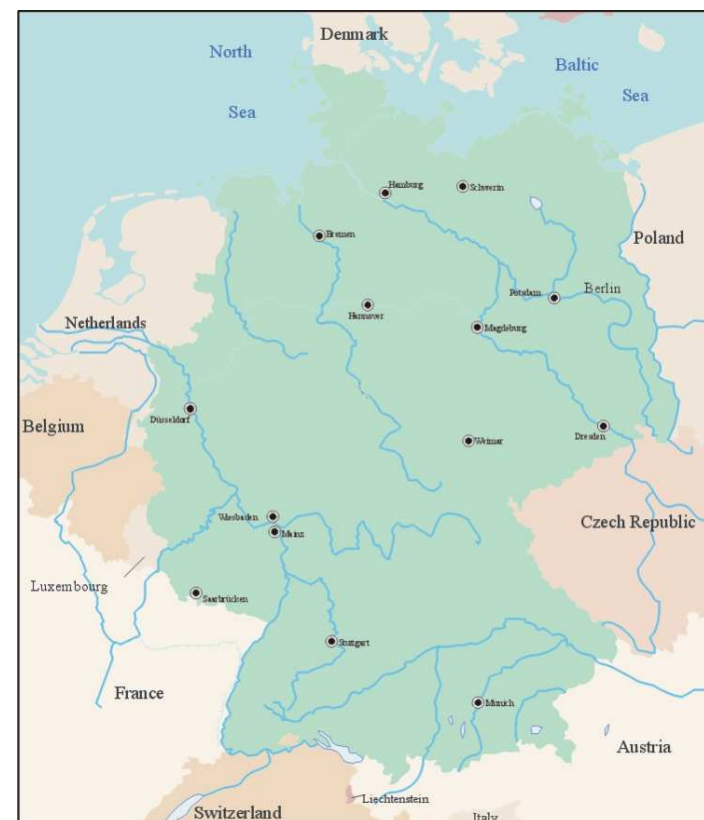 Denmark
North
Sea
Baltic
Sea
Hamburg
Schwerin
Bremen
Poland
Berlin
Potsdam
Hannover
Netherlands
Magdeburg
Düsseldorf
Belgium
Weimar
Dresden
Wiesbaden
Mainz
Czech Republic
Luxembourg
Saarbrücken
Stuttgart
France
Munich
Austria
Liechtenstein
Switzerland
Italy